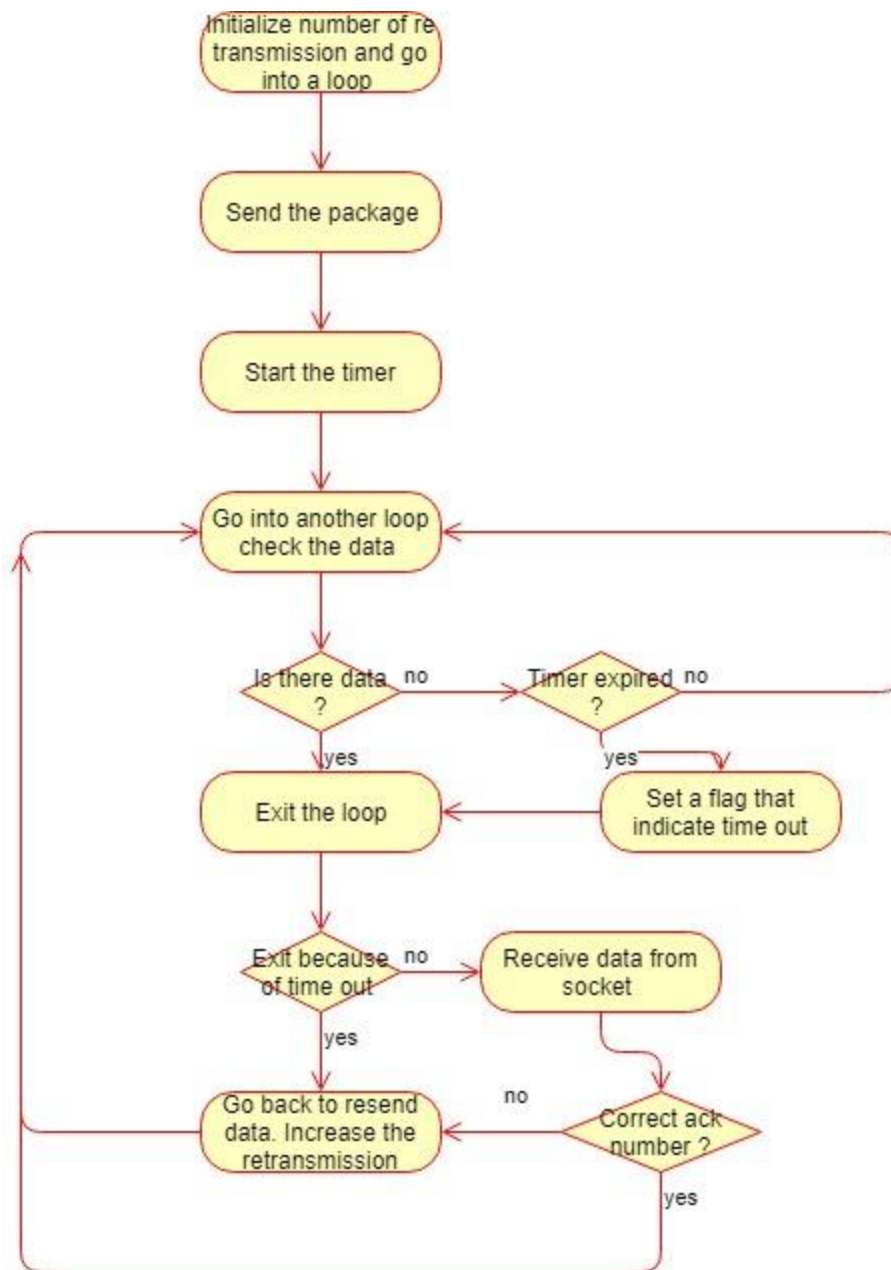 Initialize number of re
transmission and go
into a loop
Send the package
Start the timer
Go into another loop
check the data
Is there data
?
no
Timer expired
?
no
yes
yes
Exit the loop
Set a flag that
indicate time out
Exit because
of time out
no
Receive data from
socket
yes
Go back to resend
data. Increase the
retransmission
no
Correct ack
number ?
yes